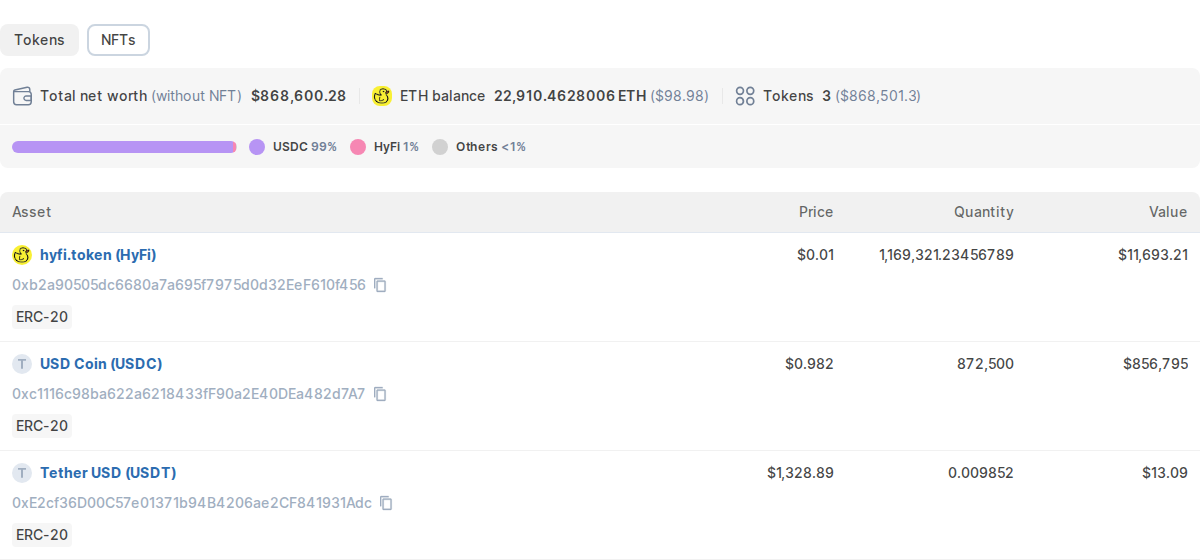 Tokens NFTs
Total net worth (without NFT) $868,600.28 ETH balance 22,910.4628006 ETH ($98.98) Tokens 3 ($868,501.3)
USDC 99% HyFi 1% Others <1%
Asset Price Quantity Value
hyfi.token (HyFi) $0.01 1,169,321.23456789 $11,693.21
0xb2a90505dc6680a7a695f7975d0d32EeF610f456
ERC-20
USD Coin (USDC) $0.982 872,500 $856,795
0xc1116c98ba622a6218433fF90a2E40DEa482d7A7
ERC-20
Tether USD (USDT) $1,328.89 0.009852 $13.09
0xE2cf36D00C57e01371b94B4206ae2CF841931Adc
ERC-20